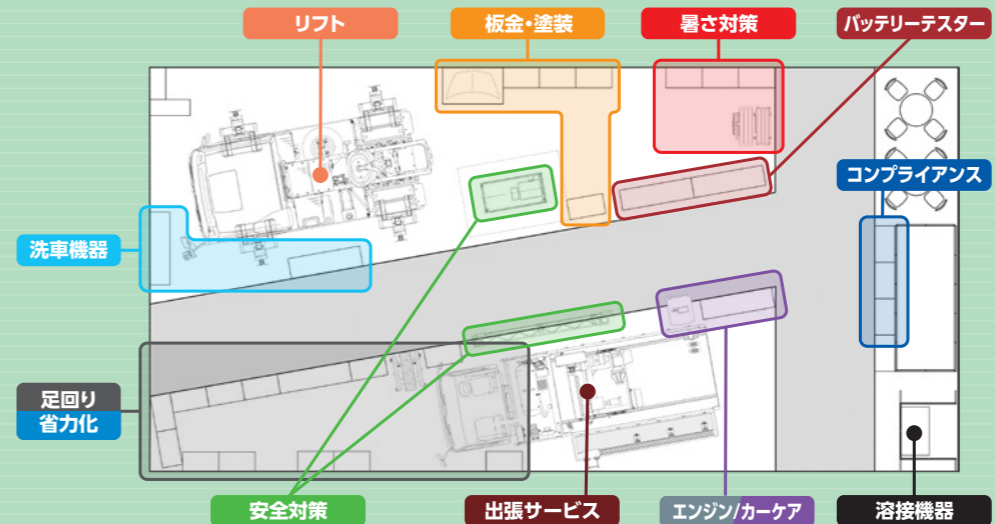 リフト
板金・塗装
暑さ対策
バッテリーテスター
コンプライアンス
洗車機器
足回り
省力化
安全対策
出張サービス
エンジン/カーケア
溶接機器